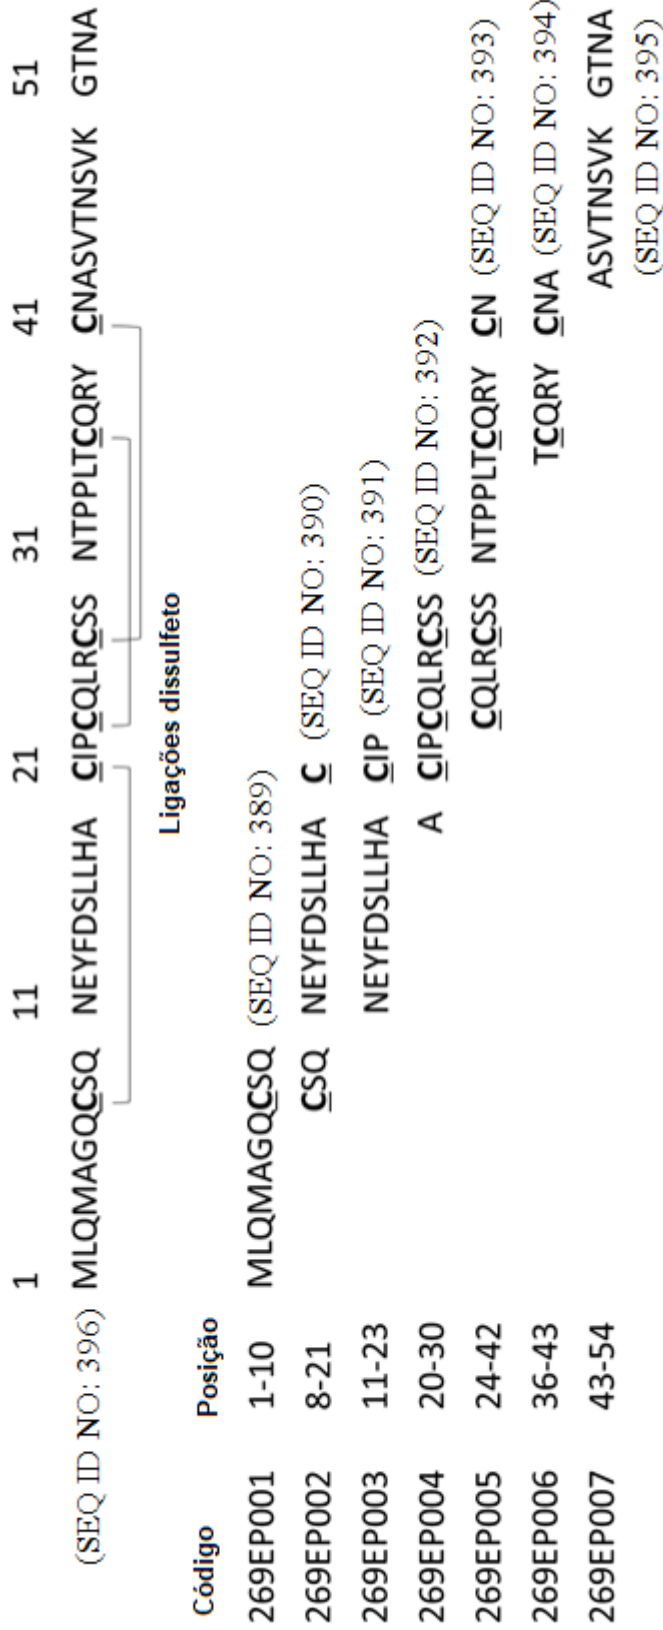 1 11 21 31 41 51
(SEQ ID NO: 396) MLQMAGQCSQ NEYFDSLLHA CIPCQLRCSS NTPPLTCQRY CNASVTNSVK GTNA
Ligações dissulfeto
Código Posição
269EP001 1-10 MLQMAGQCSQ (SEQ ID NO: 389)
269EP002 8-21 CSQ NEYFDSLLHA C (SEQ ID NO: 390)
269EP003 11-23 NEYFDSLLHA CIP (SEQ ID NO: 391)
269EP004 20-30 A CIPCQLRCSS (SEQ ID NO: 392)
269EP005 24-42 CQLRCSS NTPPLTCQRY CN (SEQ ID NO: 393)
269EP006 36-43 TCQRY CNA (SEQ ID NO: 394)
269EP007 43-54 ASVTNSVK GTNA
(SEQ ID NO: 395)